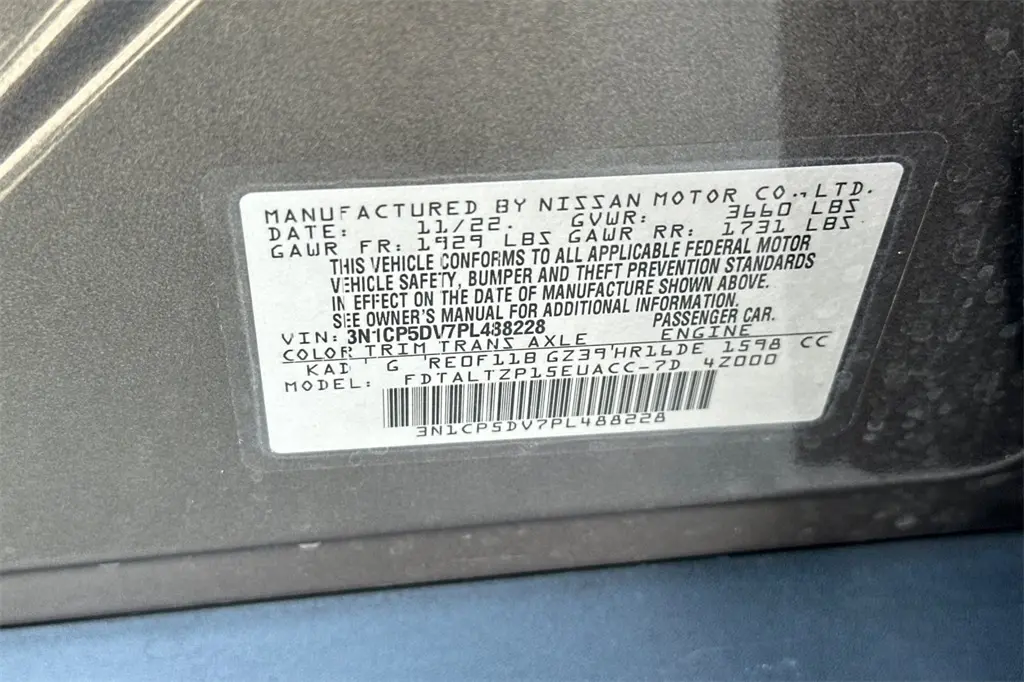 MANUFACTURED BY NISSAN MOTOR CO., LTD.
DATE: 11/22. GVWR: 3660 LBS
GAWR FR: 1929 LBS GAWR RR: 1731 LBS
THIS VEHICLE CONFORMS TO ALL APPLICABLE FEDERAL MOTOR
VEHICLE SAFETY, BUMPER AND THEFT PREVENTION STANDARDS
IN EFFECT ON THE DATE OF MANUFACTURE SHOWN ABOVE.
SEE OWNER'S MANUAL FOR ADDITIONAL INFORMATION.
VIN: 3N1CP5DV7PL488228 PASSENGER CAR.
COLOR TRIM TRANS AXLE ENGINE
KAD G RE0F11B GZ39 HR16DE 1598 CC
MODEL: FDTALTZP15EUACC-7D 4Z000
3N1CP5DV7PL488228